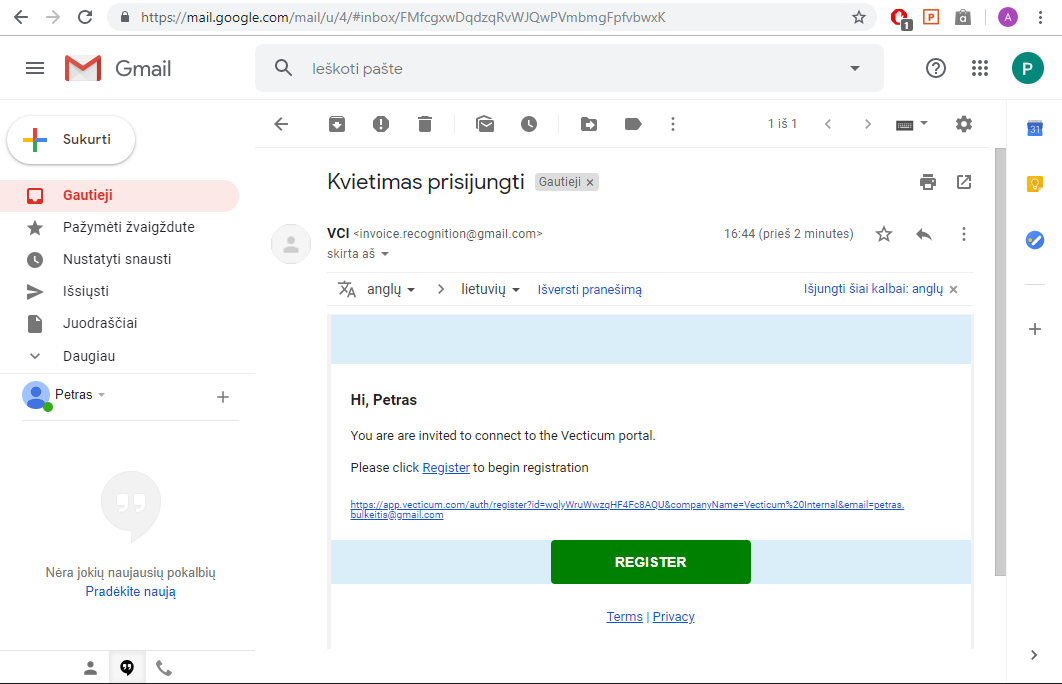 https://mail.google.com/mail/u/4/#inbox/FMfcgxwDqdzqRvWJQwPVmbmgFpfvbwxK
1
P
a
A
Gmail
Ieškoti pašte
P
Sukurti
1 iš 1
31
Gautieji
Pažymėti žvaigždute
Nustatyti snausti
Išsiųsti
Juodraščiai
Daugiau
Petras
Nėra jokių naujausių pokalbių
Pradėkite naują
Kvietimas prisijungti Gautieji ×
VCI <invoice.recognition@gmail.com> 16:44 (prieš 2 minutes)
skirta aš
anglų > lietuvių Išversti pranešimą Išjungti šiai kalbai: anglų ×
Hi, Petras
You are are invited to connect to the Vecticum portal.
Please click Register to begin registration
https://app.vecticum.com/auth/register?id=wqlyWruWwzqHF4Fc8AQU&companyName=Vecticum%20Internal&email=petras.
bulkeitis@gmail.com
REGISTER
Terms | Privacy